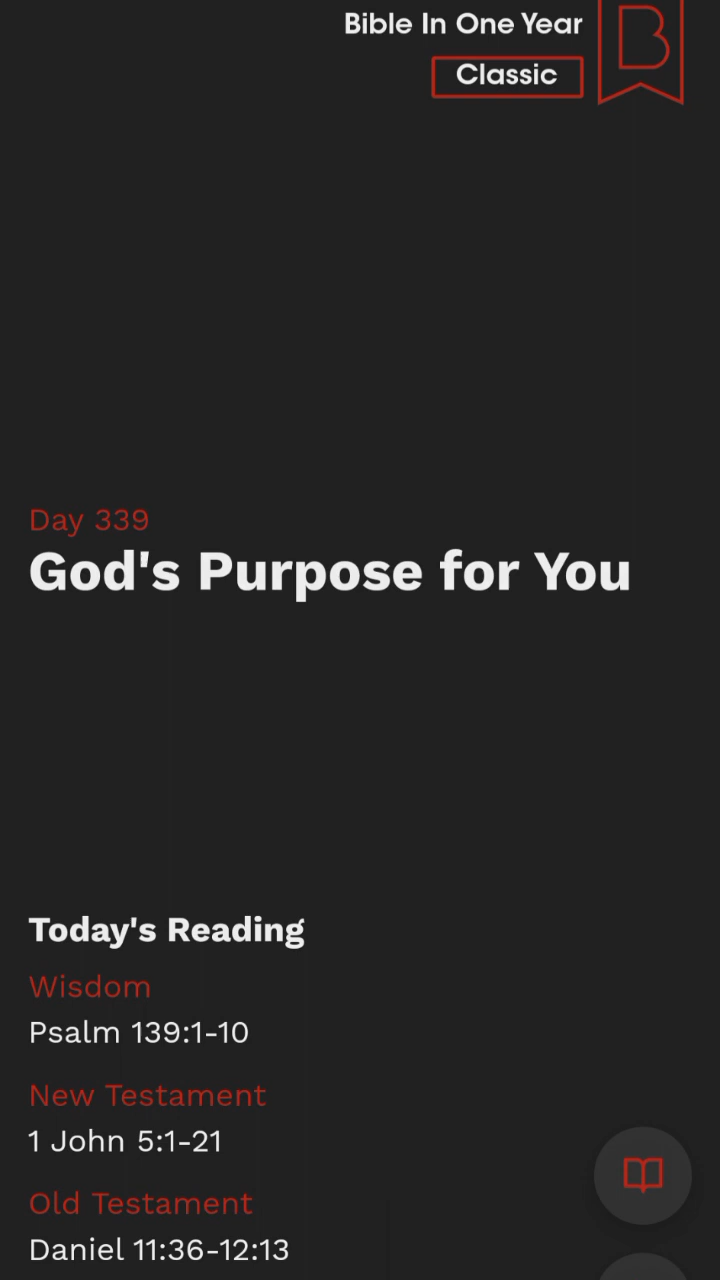 Bible In One Year
Classic
B
Day 339
God's Purpose for You
Today's Reading
Wisdom
Psalm 139:1-10
New Testament
1 John 5:1-21
Old Testament
Daniel 11:36-12:13